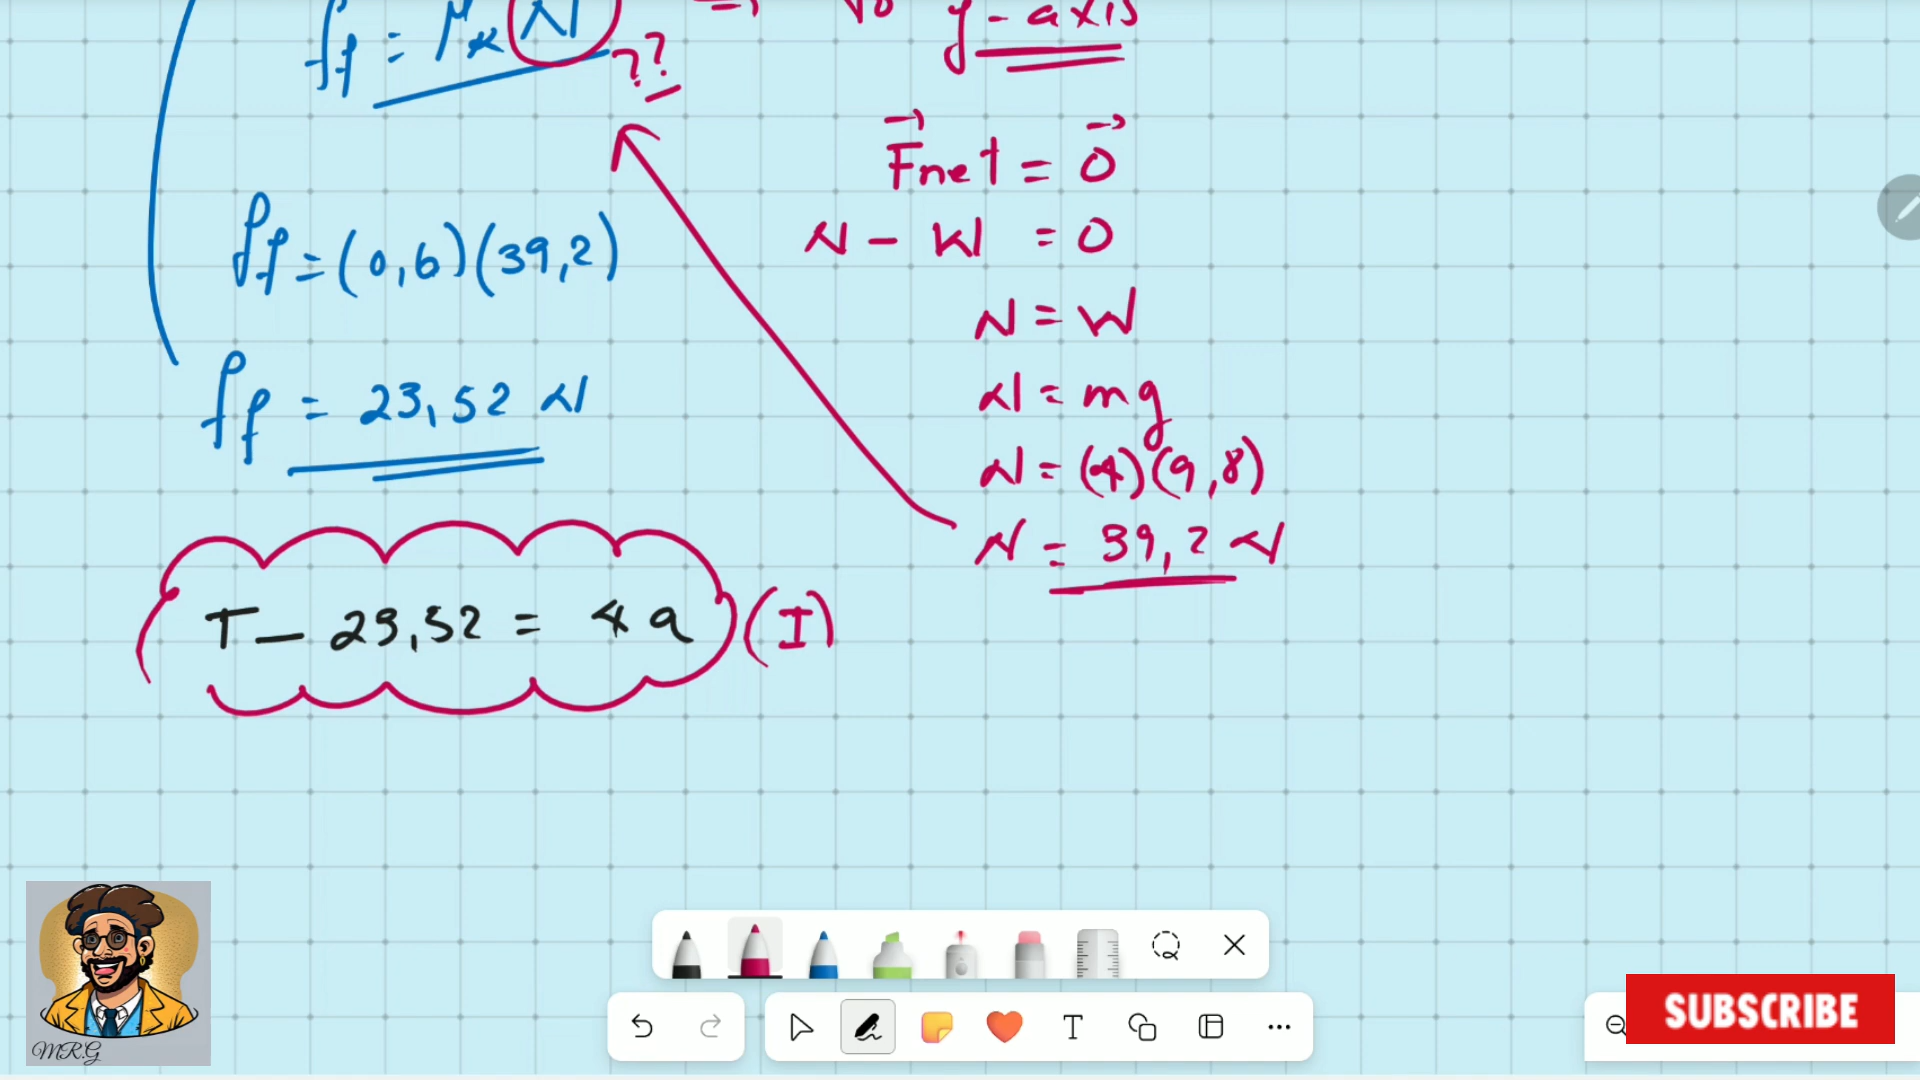 ff = μk N ??
y-axis
Fnet = 0
N - W = 0
N = W
N = mg
N = (4)(9,8)
N = 39,2 N
ff = (0,6)(39,2)
ff = 23,52 N
T - 23,52 = 4a (I)
MR.G
T
SUBSCRIBE